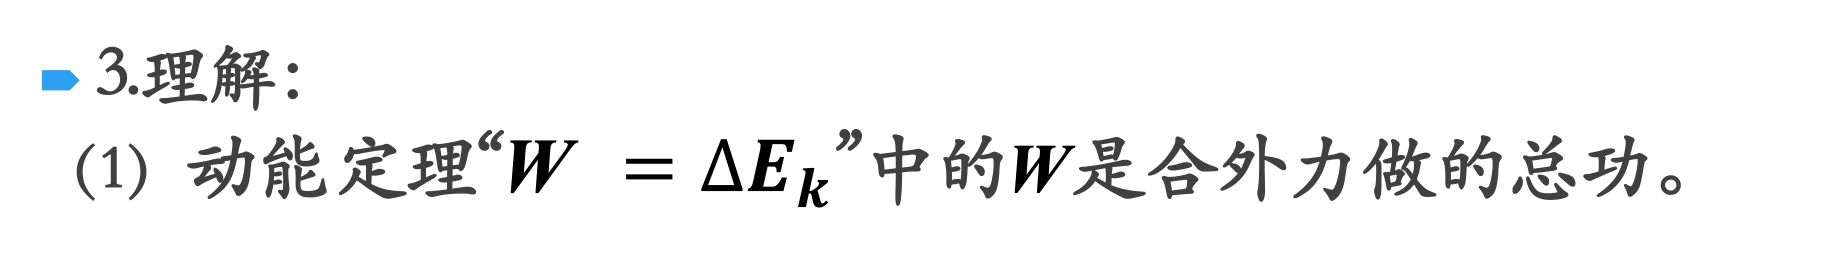 3.理解：
(1) 动能定理“W = ΔEₖ”中的W是合外力做的总功。